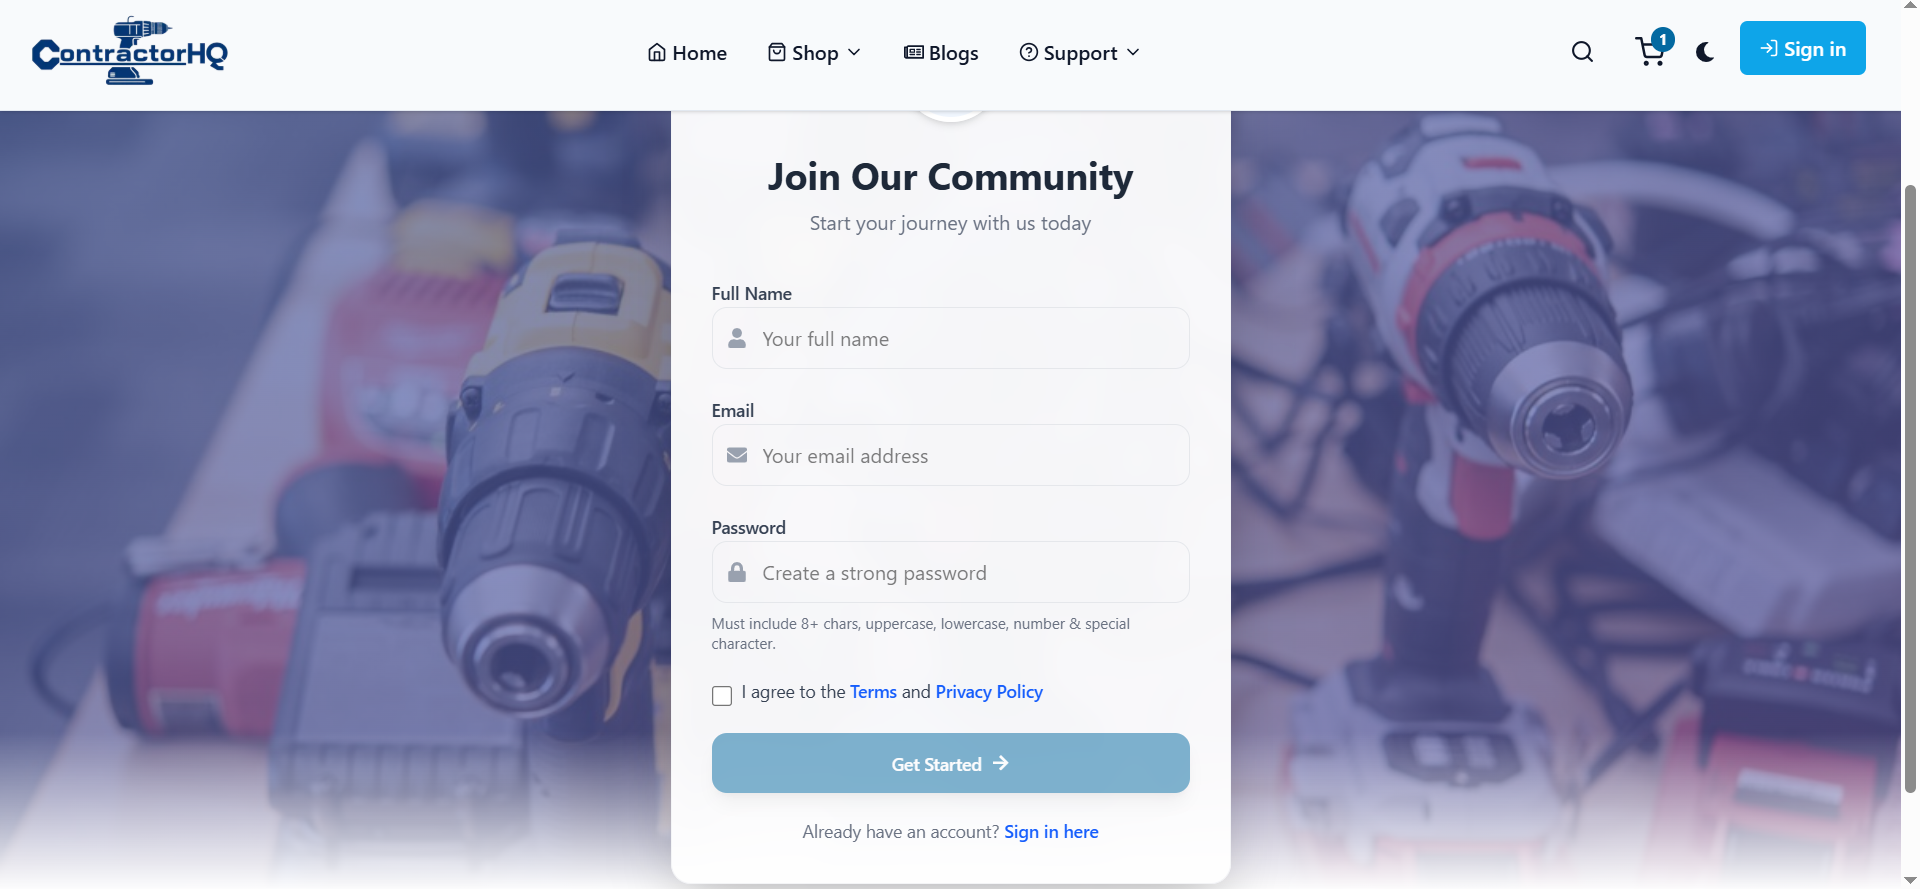 ContractorHQ
Home
Shop
Blogs
Support
1
Sign in
Join Our Community
Start your journey with us today
Full Name
Your full name
Email
Your email address
Password
Create a strong password
Must include 8+ chars, uppercase, lowercase, number & special
character.
I agree to the Terms and Privacy Policy
Get Started
Already have an account? Sign in here